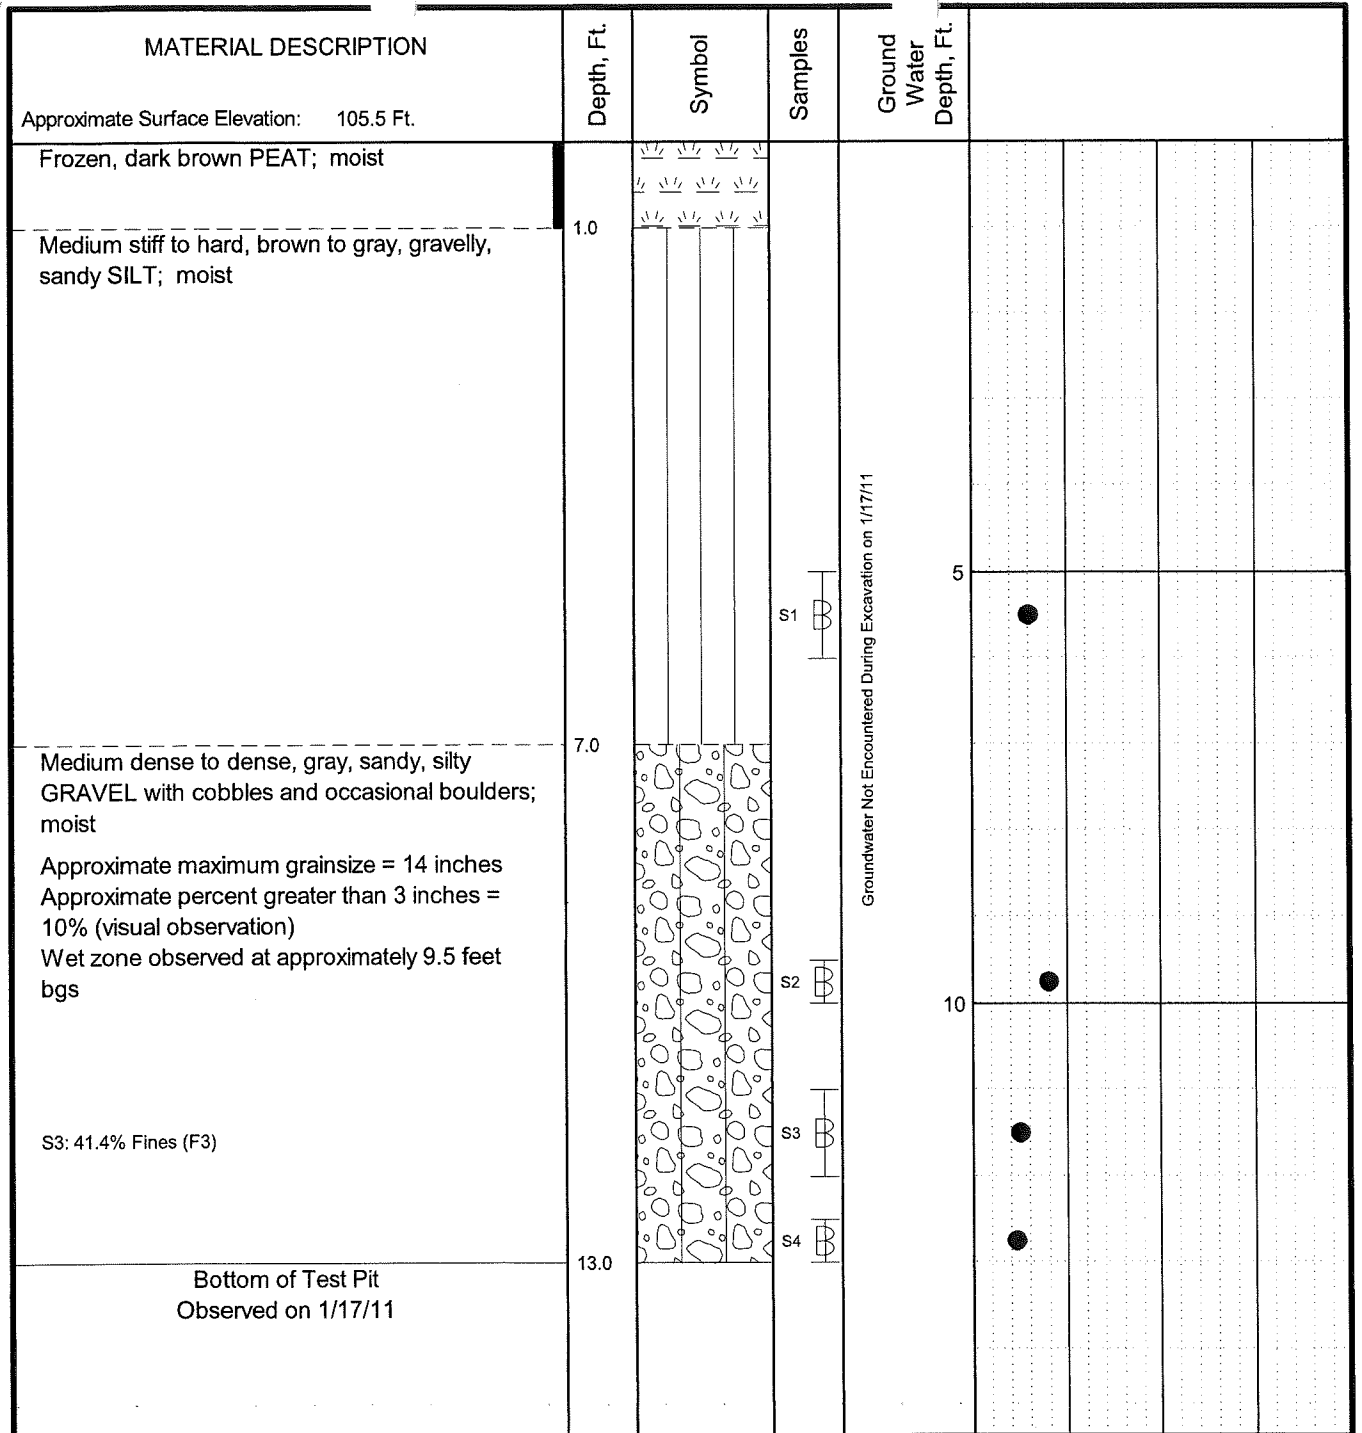 MATERIAL DESCRIPTION
Approximate Surface Elevation: 105.5 Ft.
Depth, Ft.
Symbol
Samples
Ground
Water
Depth, Ft.
Frozen, dark brown PEAT; moist
1.0
Medium stiff to hard, brown to gray, gravelly,
sandy SILT; moist
Groundwater Not Encountered During Excavation on 1/17/11
5
S1 B
7.0
Medium dense to dense, gray, sandy, silty
GRAVEL with cobbles and occasional boulders;
moist
Approximate maximum grainsize = 14 inches
Approximate percent greater than 3 inches =
10% (visual observation)
Wet zone observed at approximately 9.5 feet
bgs
S2 B
10
S3 B
S3: 41.4% Fines (F3)
S4 B
13.0
Bottom of Test Pit
Observed on 1/17/11